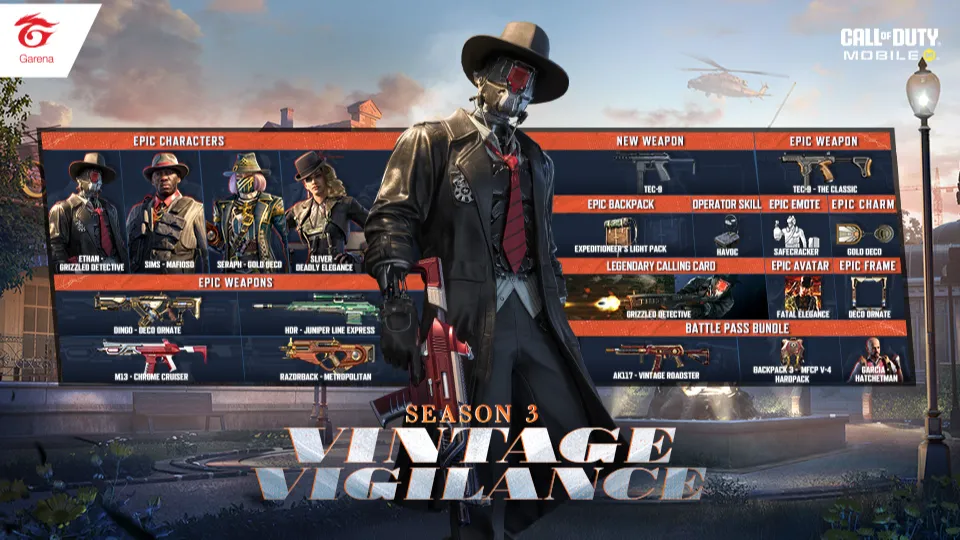 Garena
CALL OF DUTY
MOBILE
EPIC CHARACTERS
ETHAN -
GRIZZLED DETECTIVE
SIMS - MAFIOSO
SERAPH - GOLD DECO
SLIVER -
DEADLY ELEGANCE
EPIC WEAPONS
DINGO - DECO ORNATE
HDR - JUNIPER LINE EXPRESS
M13 - CHROME CRUISER
RAZORBACK - METROPOLITAN
NEW WEAPON
TEC-9
EPIC WEAPON
TEC-9 - THE CLASSIC
EPIC BACKPACK
EXPEDITIONEER'S LIGHT PACK
OPERATOR SKILL
HAVOC
EPIC EMOTE
SAFECRACKER
EPIC CHARM
GOLD DECO
LEGENDARY CALLING CARD
GRIZZLED DETECTIVE
EPIC AVATAR
FATAL ELEGANCE
EPIC FRAME
DECO ORNATE
BATTLE PASS BUNDLE
AK117 - VINTAGE ROADSTER
BACKPACK 3 - MFCP V-4
HARDPACK
GARCIA -
HATCHETMAN
SEASON 3
VINTAGE
VIGILANCE